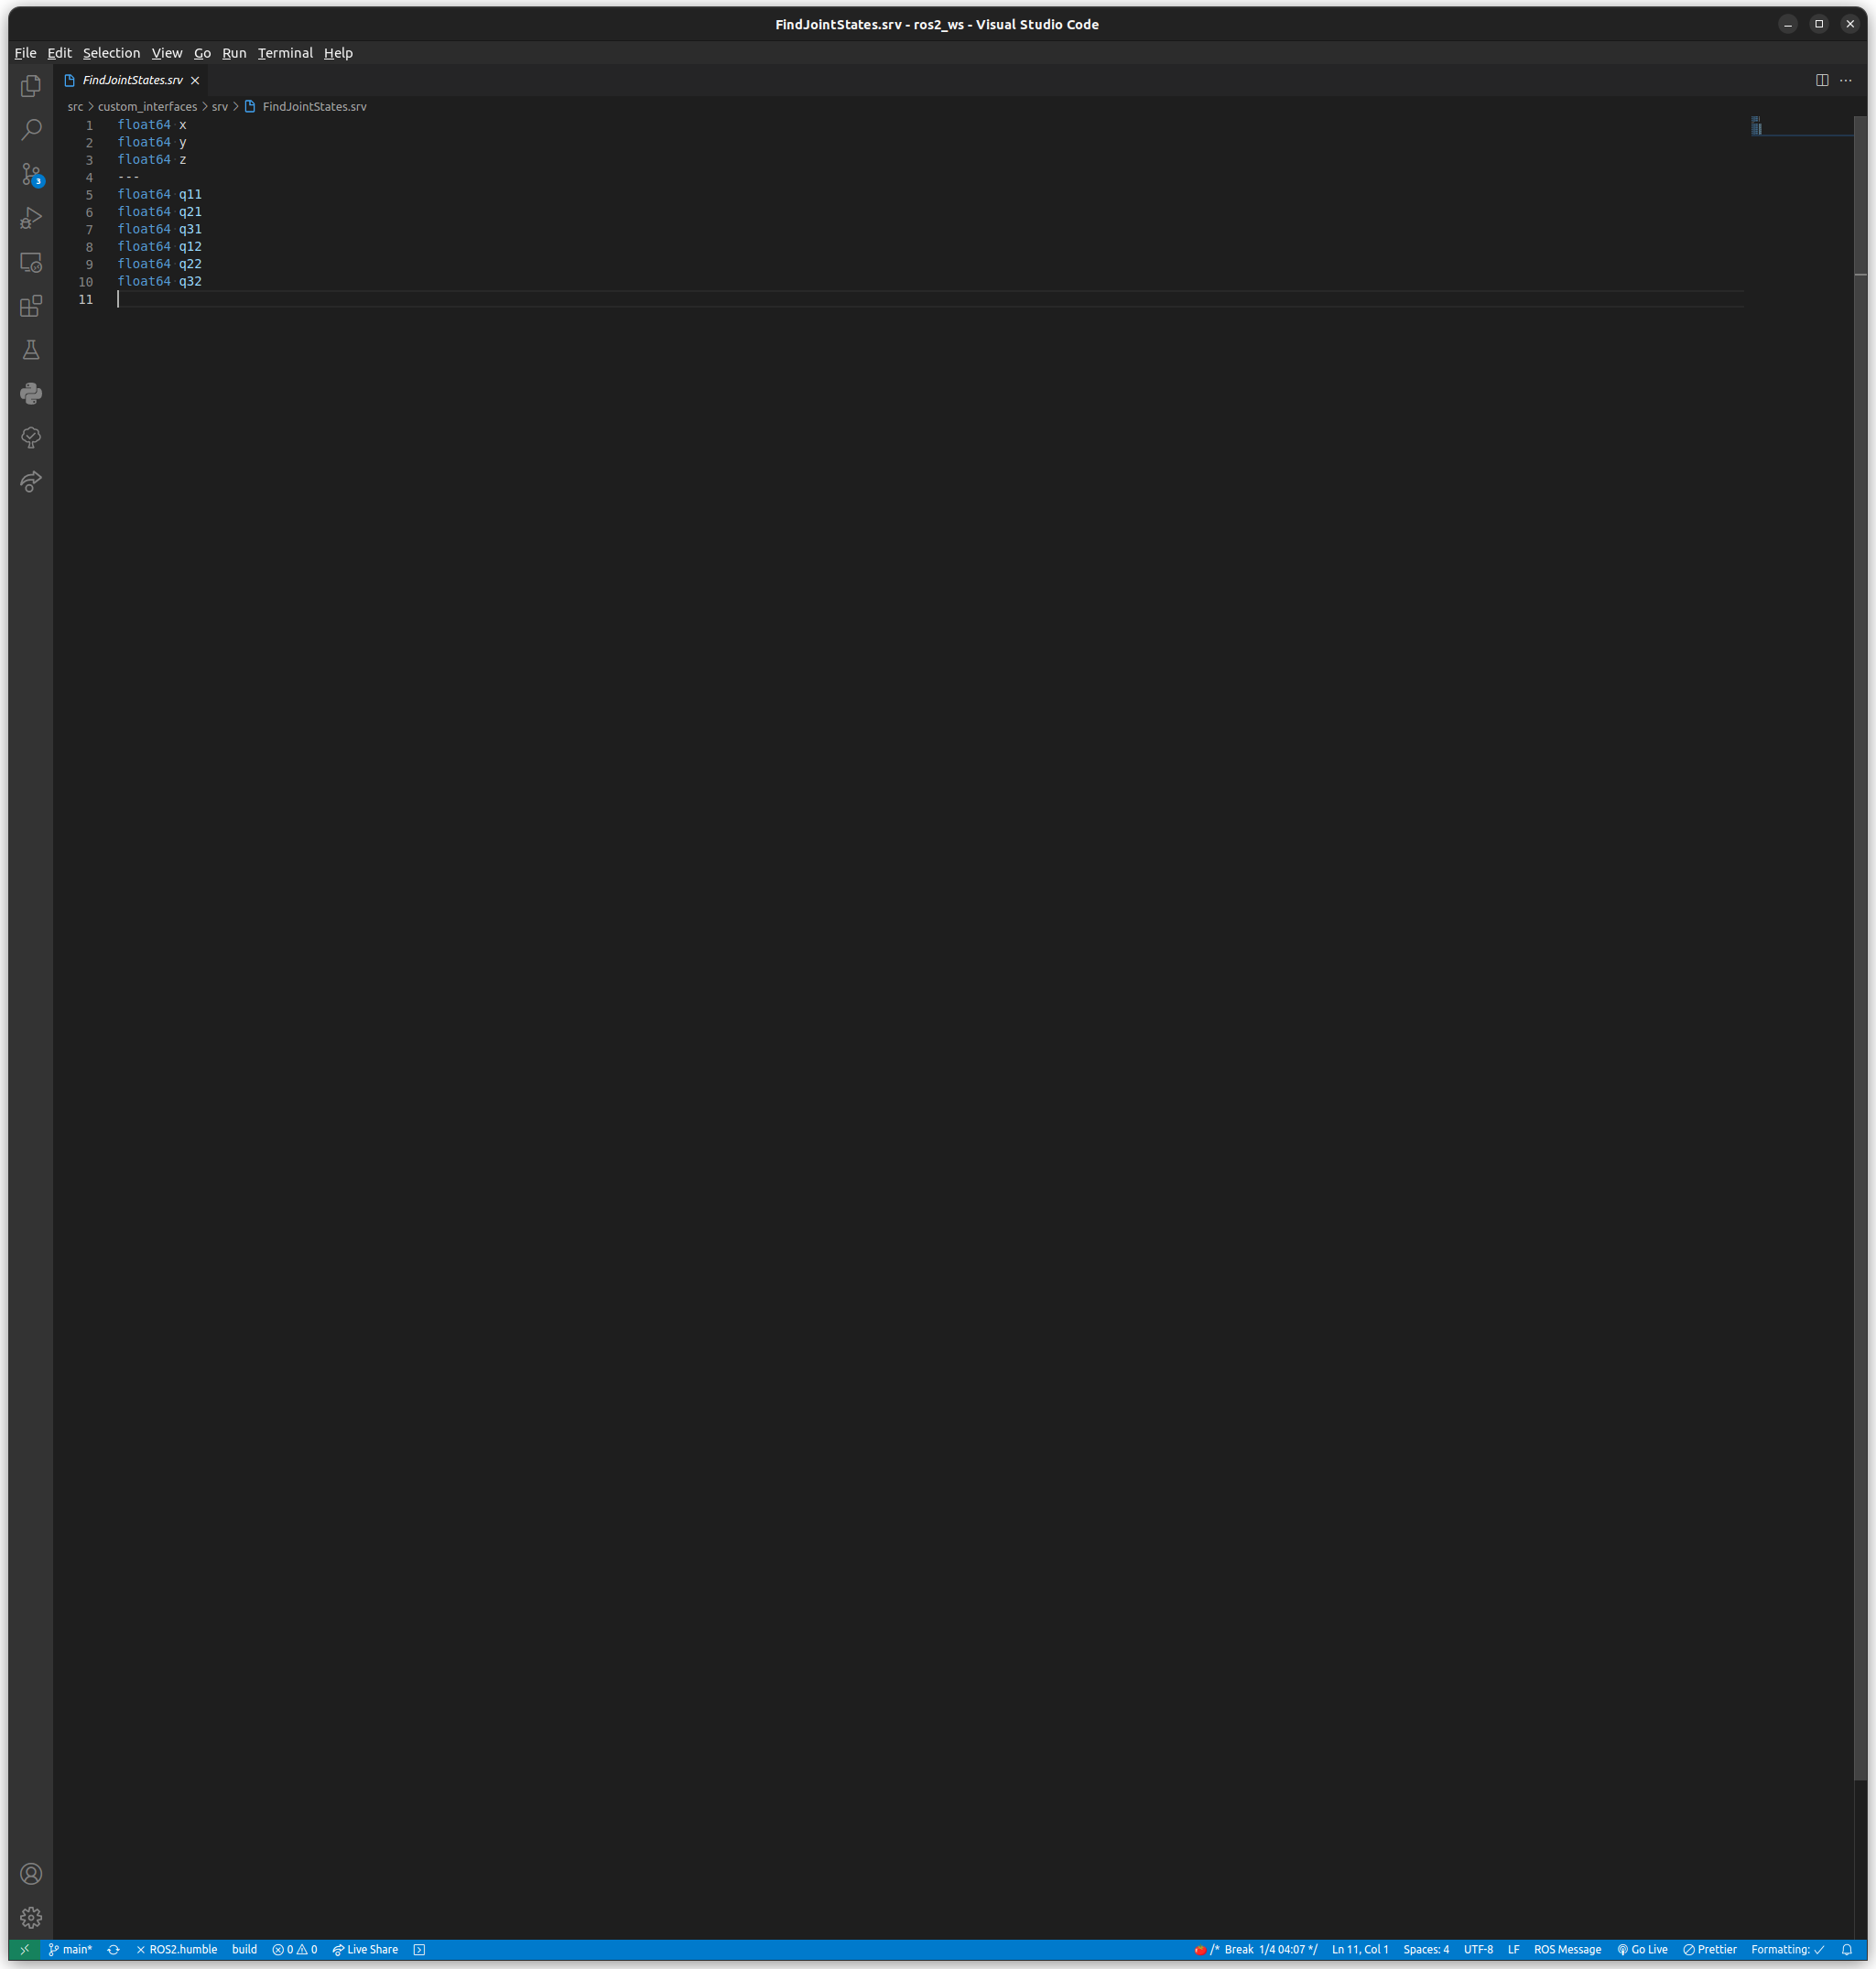 FindJointStates.srv - ros2_ws - Visual Studio Code
File Edit Selection View Go Run Terminal Help
FindJointStates.srv
src > custom_interfaces > srv > FindJointStates.srv
1 float64 x
2 float64 y
3 float64 z
4 ---
5 float64 q11
6 float64 q21
7 float64 q31
8 float64 q12
9 float64 q22
10 float64 q32
11
3
main* ROS2.humble build 0 0 Live Share /* Break 1/4 04:07 */ Ln 11, Col 1 Spaces: 4 UTF-8 LF ROS Message Go Live Prettier Formatting: ✓